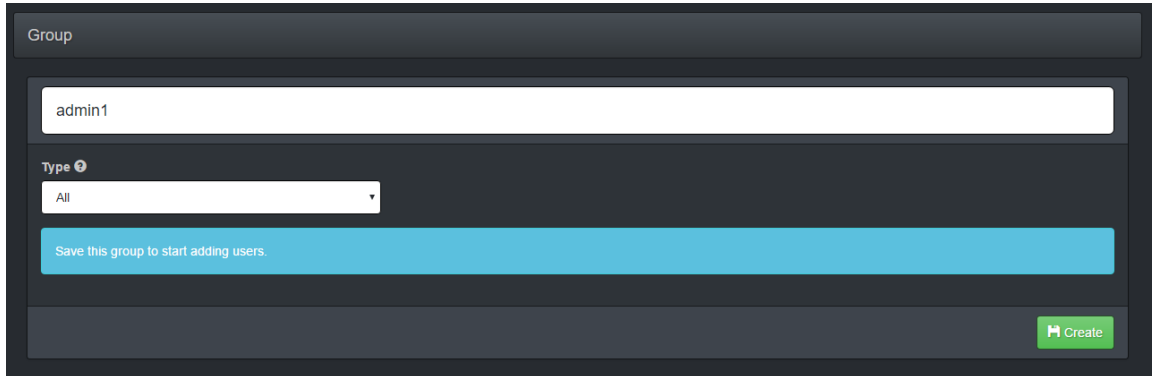 Group
admin1
Type
All
Save this group to start adding users.
Create